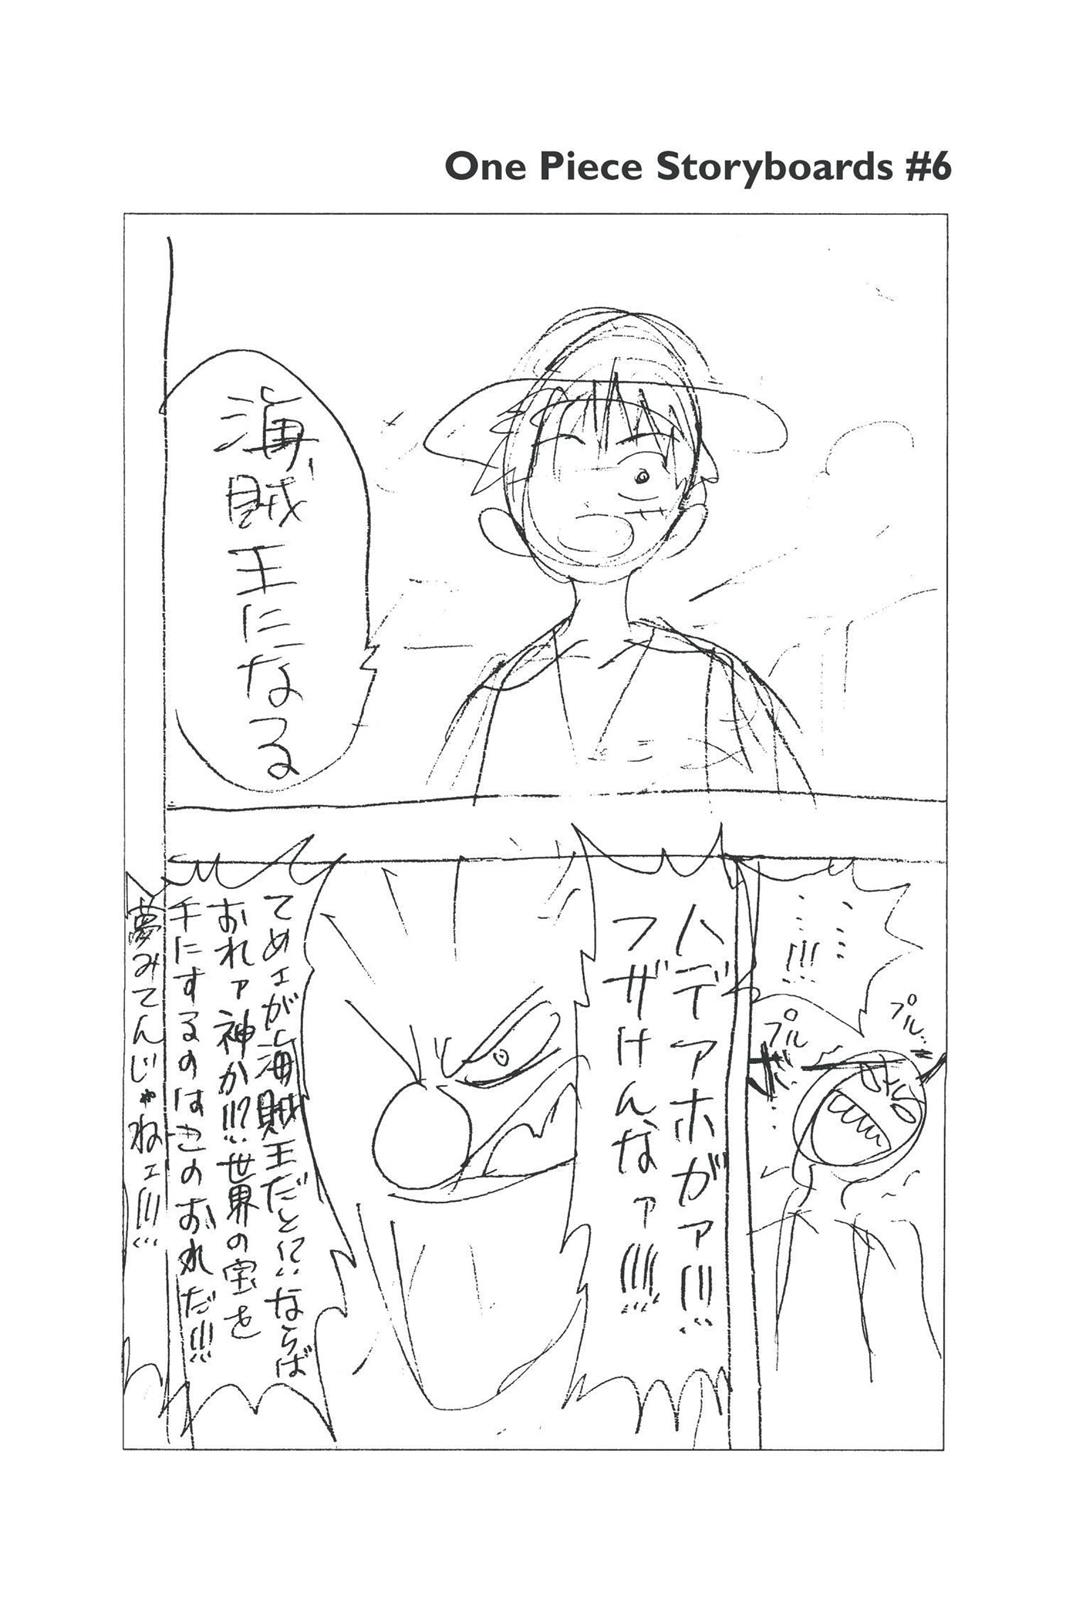 One Piece Storyboards #6
海賊王になる
・・・・・・!!!
プル
プル
ざ・・・・
ハデアホがァ!!!
フザけんなァ!!!!
てめェが海賊王だと!?ならば
おれァ神か!!?世界の宝を
手にするのはこのおれだ!!!
夢みてんじゃねェ!!!